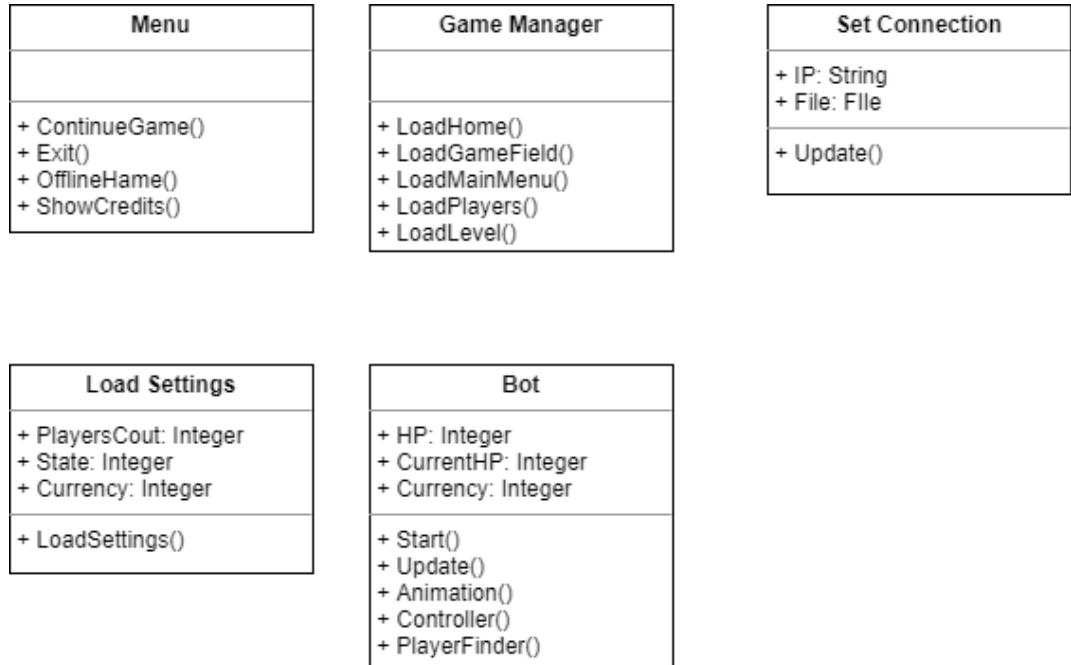 Menu
+ ContinueGame()
+ Exit()
+ OfflineHame()
+ ShowCredits()
Game Manager
+ LoadHome()
+ LoadGameField()
+ LoadMainMenu()
+ LoadPlayers()
+ LoadLevel()
Set Connection
+ IP: String
+ File: FIle
+ Update()
Load Settings
+ PlayersCout: Integer
+ State: Integer
+ Currency: Integer
+ LoadSettings()
Bot
+ HP: Integer
+ CurrentHP: Integer
+ Currency: Integer
+ Start()
+ Update()
+ Animation()
+ Controller()
+ PlayerFinder()